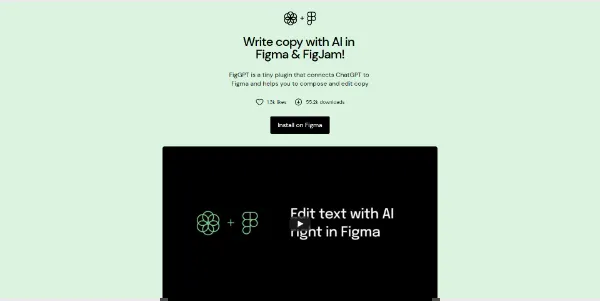 +
Write copy with AI in
Figma & FigJam!
FigGPT is a tiny plugin that connects ChatGPT to
Figma and helps you to compose and edit copy
1.5k likes 55.2k downloads
Install on Figma
+ Edit text with AI
right in Figma